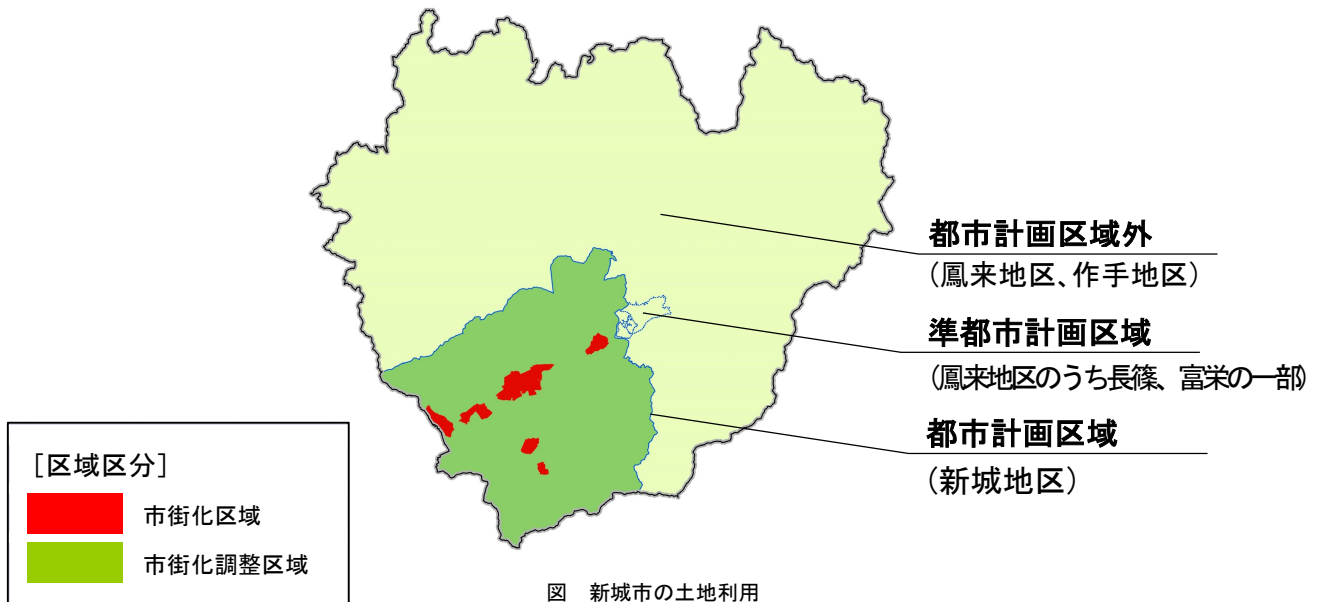 都市計画区域外
(鳳来地区、作手地区)
準都市計画区域
(鳳来地区のうち長篠、富栄の一部)
都市計画区域
(新城地区)
[区域区分]
市街化区域
市街化調整区域
図　新城市の土地利用